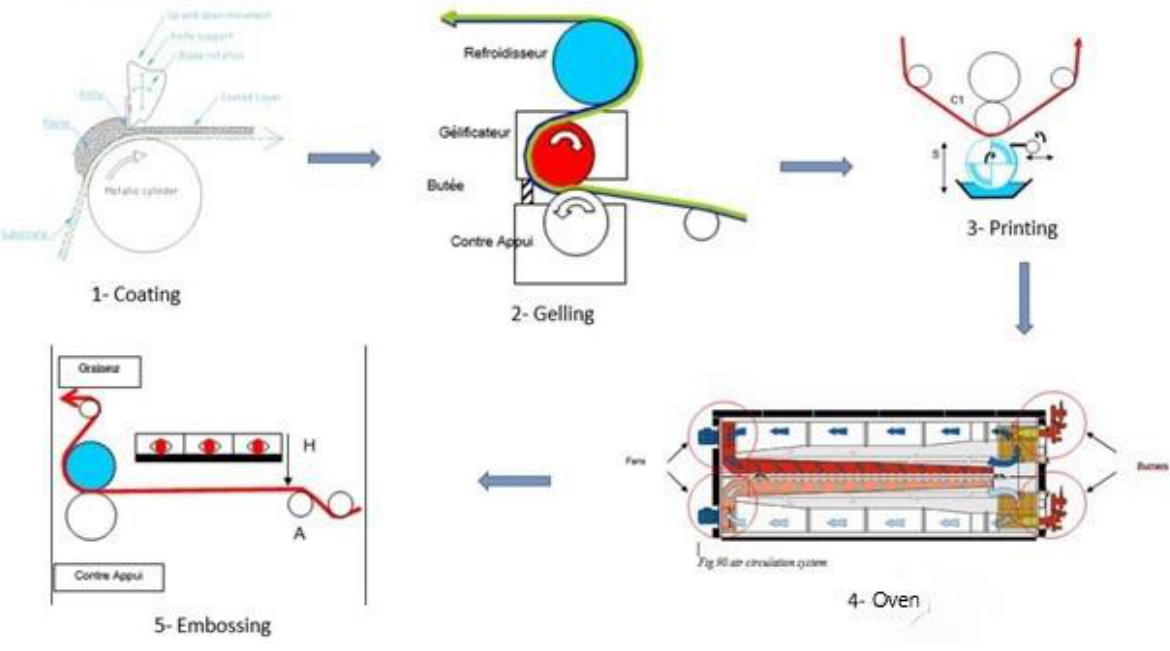 Up and down movement
Knife support
Blade rotation
Knife
Coated Layer
Paste
Metallic cylinder
Substrate
1- Coating
Refroidisseur
Gélificateur
Butée
Contre Appui
2- Gelling
C1
3- Printing
Graineur
H
A
Contre Appui
5- Embossing
Fans
Burners
Fig 90 air circulation system
4- Oven